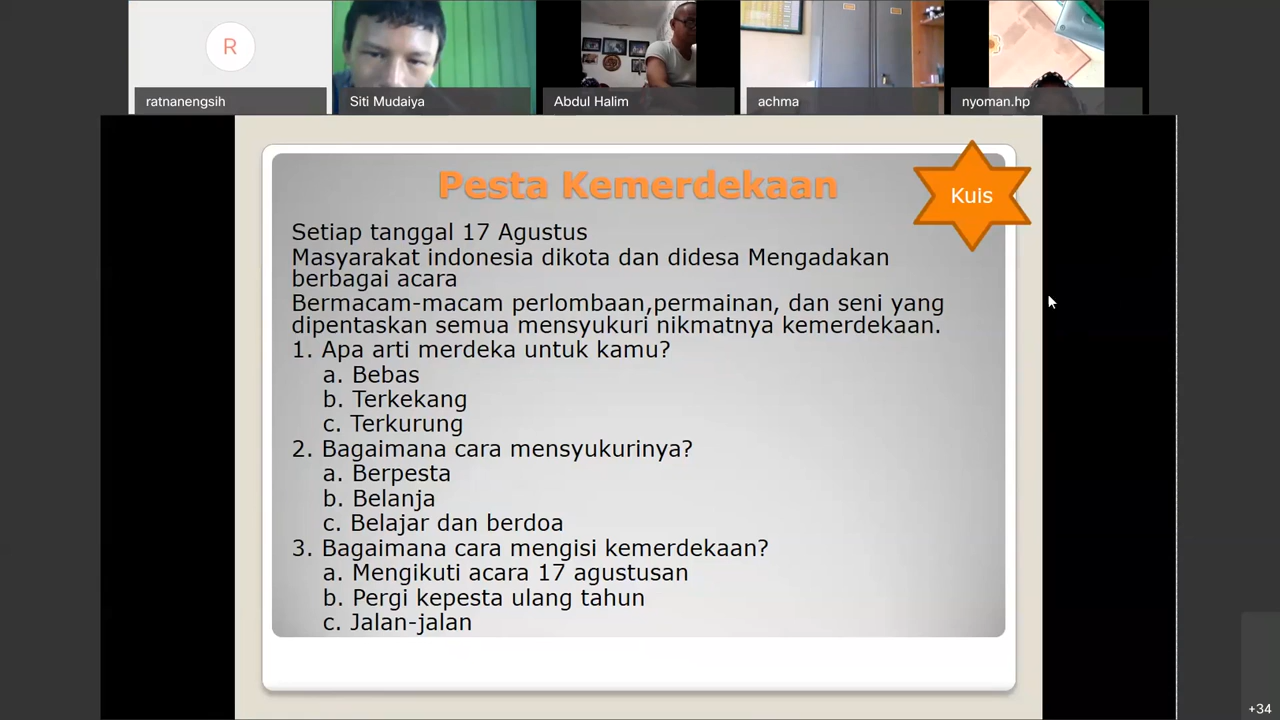 R
ratnanengsih
Siti Mudaiya
Abdul Halim
achma
nyoman.hp
Pesta Kemerdekaan
Kuis
Setiap tanggal 17 Agustus
Masyarakat indonesia dikota dan didesa Mengadakan
berbagai acara
Bermacam-macam perlombaan,permainan, dan seni yang
dipentaskan semua mensyukuri nikmatnya kemerdekaan.
1. Apa arti merdeka untuk kamu?
a. Bebas
b. Terkekang
c. Terkurung
2. Bagaimana cara mensyukurinya?
a. Berpesta
b. Belanja
c. Belajar dan berdoa
3. Bagaimana cara mengisi kemerdekaan?
a. Mengikuti acara 17 agustusan
b. Pergi kepesta ulang tahun
c. Jalan-jalan
+34